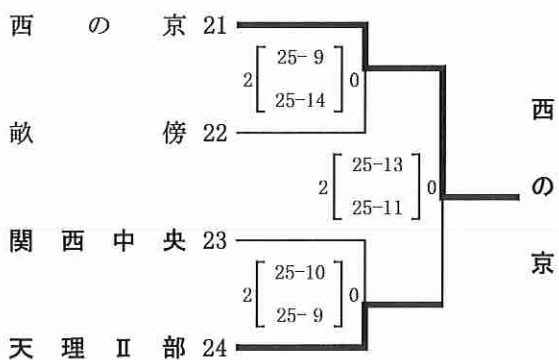 西の京 21
2 [ 25- 9 ] 0
25-14
畝傍 22
2 [ 25-13 ] 0
25-11
西の京
関西中央 23
2 [ 25-10 ] 0
25- 9
天理Ⅱ部 24